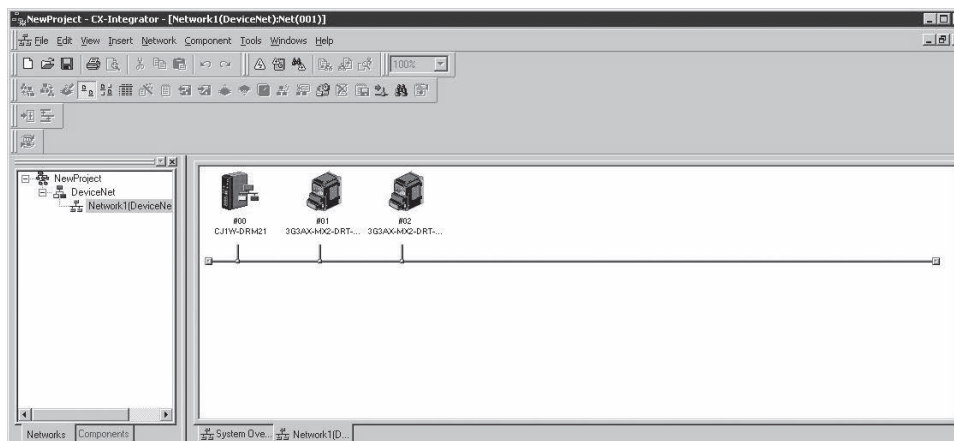 NewProject - CX-Integrator - [Network1(DeviceNet):Net(001)]
File Edit View Insert Network Component Tools Windows Help
100%
NewProject
DeviceNet
Network1(DeviceNe
#00
CJ1W-DRM21
#01
3G3AX-MX2-DRT-...
#02
3G3AX-MX2-DRT-...
Networks Components
System Ove... Network1(D...